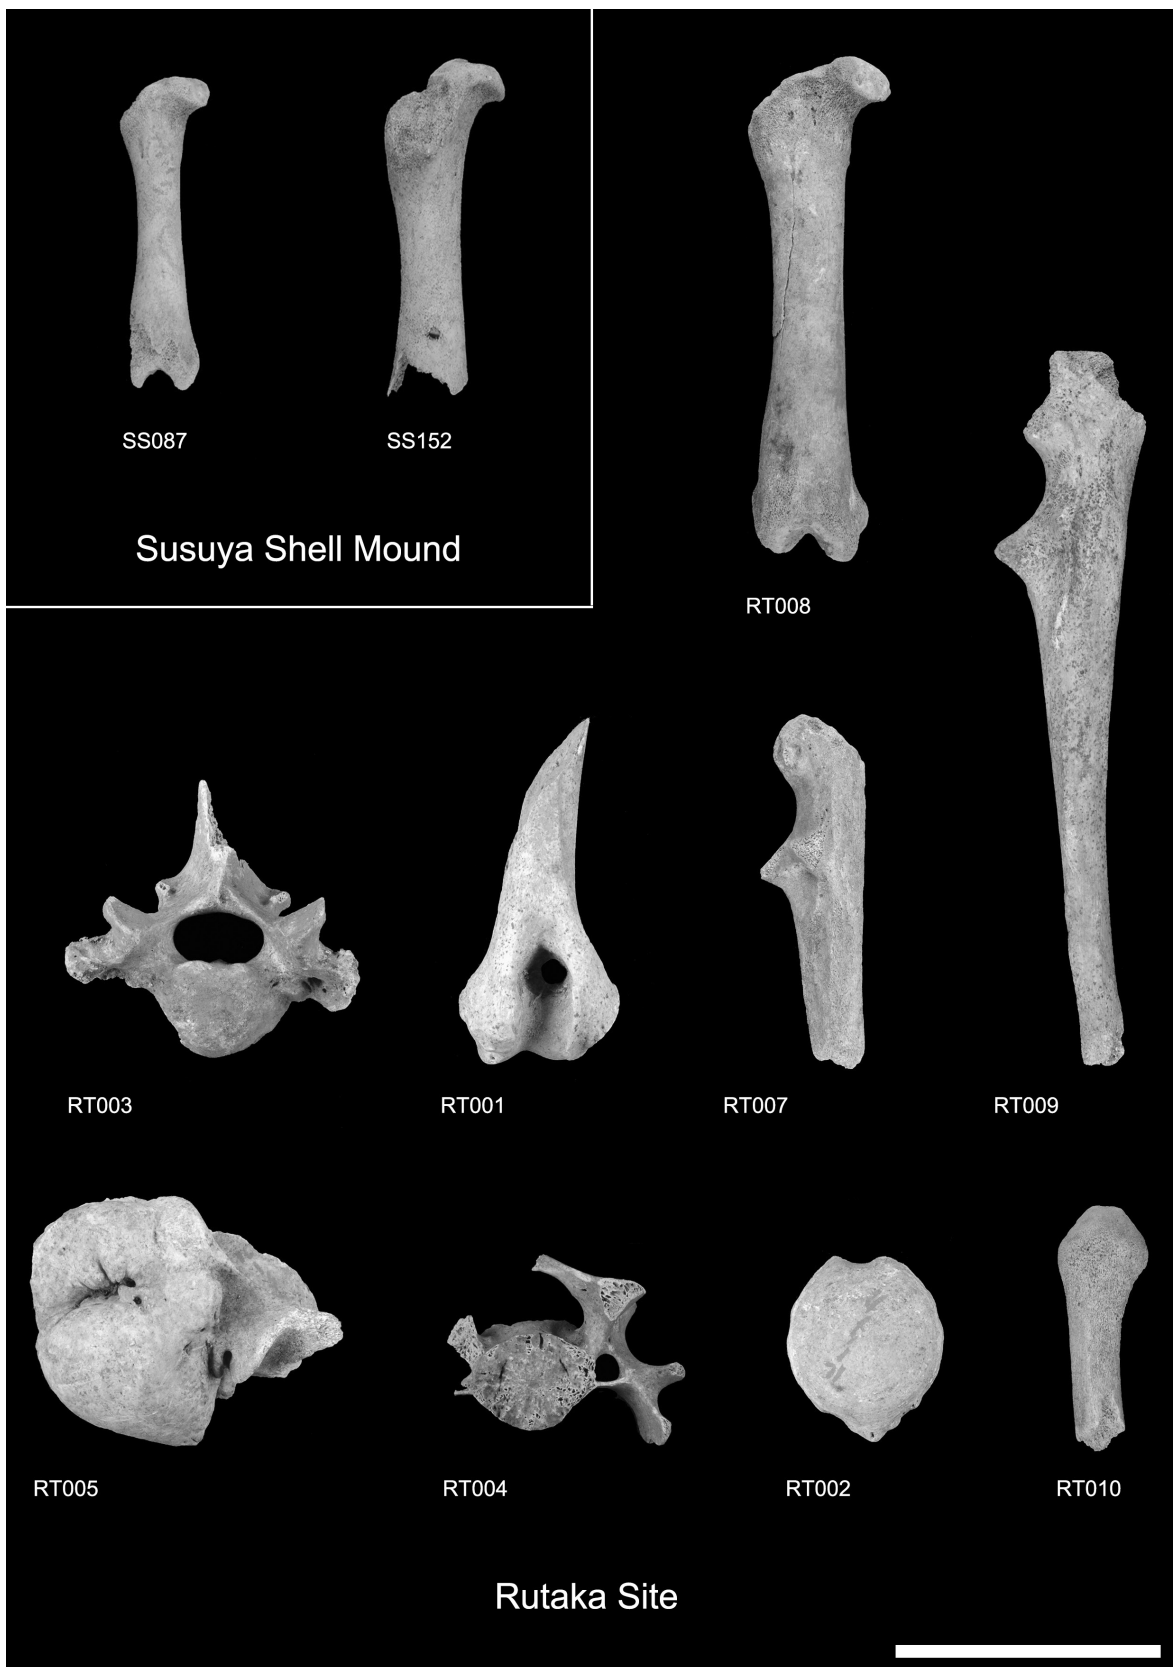 SS087
SS152
Susuya Shell Mound
RT008
RT003
RT001
RT007
RT009
RT005
RT004
RT002
RT010
Rutaka Site